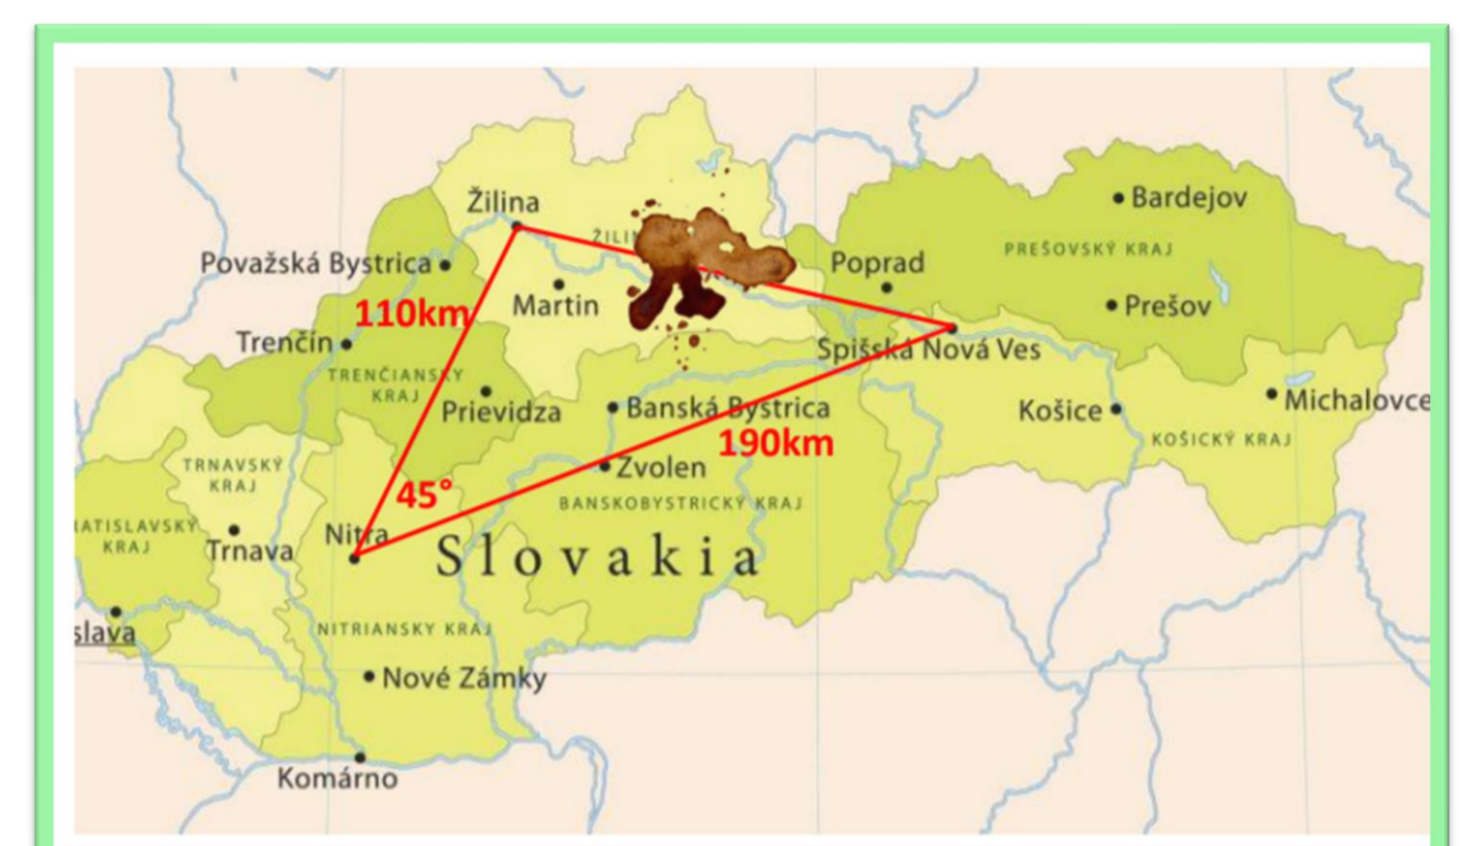 Žilina
Bardejov
ŽILIN
PREŠOVSKÝ KRAJ
Považská Bystrica
Poprad
Martin
110km
Prešov
Trenčín
Spišská Nová Ves
TRENČIANSKY
KRAJ
Prievidza
Banská Bystrica
Košice
Michalovce
190km
KOŠICKÝ KRAJ
TRNAVSKÝ
KRAJ
Zvolen
45°
BANSKOBYSTRICKÝ KRAJ
RATISLAVSKÝ
KRAJ
Nitra
Trnava
Slovakia
slava
NITRIANSKY KRAJ
Nové Zámky
Komárno